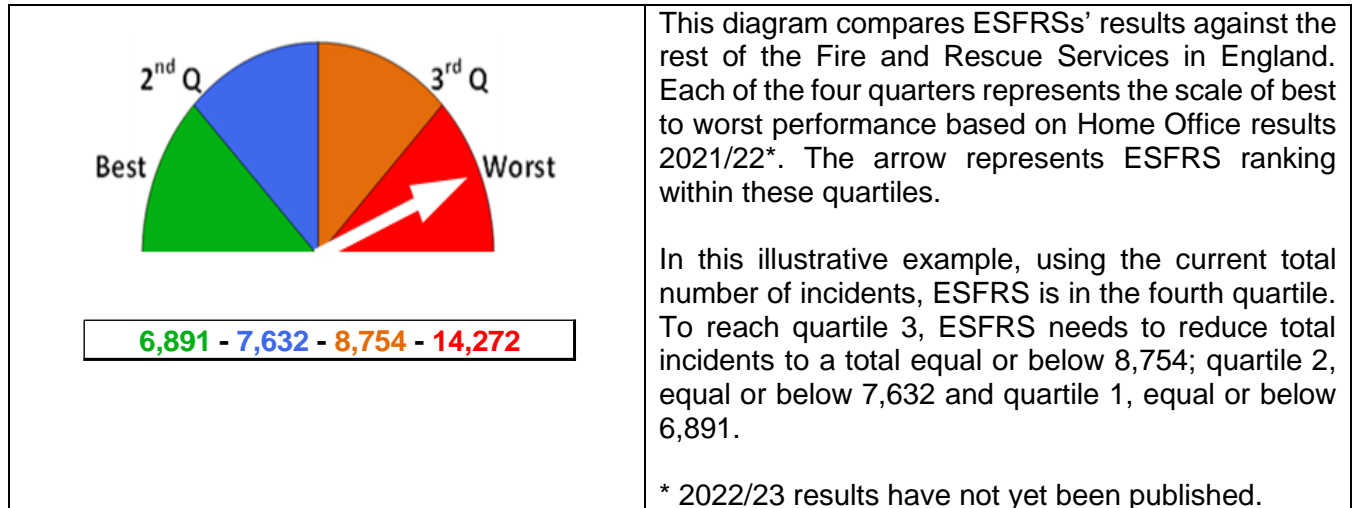 2nd Q
3rd Q
Best
Worst
6,891 - 7,632 - 8,754 - 14,272
This diagram compares ESFRSs’ results against the
rest of the Fire and Rescue Services in England.
Each of the four quarters represents the scale of best
to worst performance based on Home Office results
2021/22*. The arrow represents ESFRS ranking
within these quartiles.
In this illustrative example, using the current total
number of incidents, ESFRS is in the fourth quartile.
To reach quartile 3, ESFRS needs to reduce total
incidents to a total equal or below 8,754; quartile 2,
equal or below 7,632 and quartile 1, equal or below
6,891.
* 2022/23 results have not yet been published.